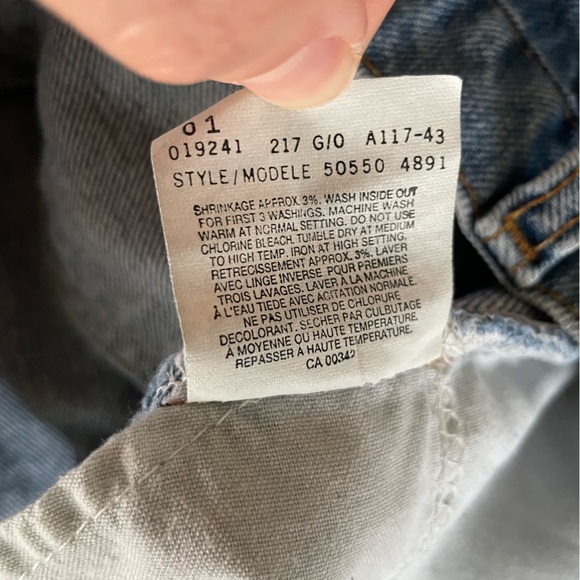 01
019241 217 G/O A117-43
STYLE/MODELE 50550 4891
SHRINKAGE APPROX. 3%. WASH INSIDE OUT
FOR FIRST 3 WASHINGS. MACHINE WASH
WARM AT NORMAL SETTING. DO NOT USE
CHLORINE BLEACH. TUMBLE DRY AT MEDIUM
TO HIGH TEMP. IRON AT HIGH SETTING.
RETRECISSEMENT APPROX. 3%. LAVER
AVEC LINGE INVERSE POUR PREMIERS
TROIS LAVAGES. LAVER A LA MACHINE
À L'EAU TIEDE AVEC AGITATION NORMALE.
NE PAS UTILISER DE CHLORURE
DECOLORANT. SECHER PAR CULBUTAGE
A MOYENNE OU HAUTE TEMPERATURE.
REPASSER A HAUTE TEMPERATURE.
CA 00342